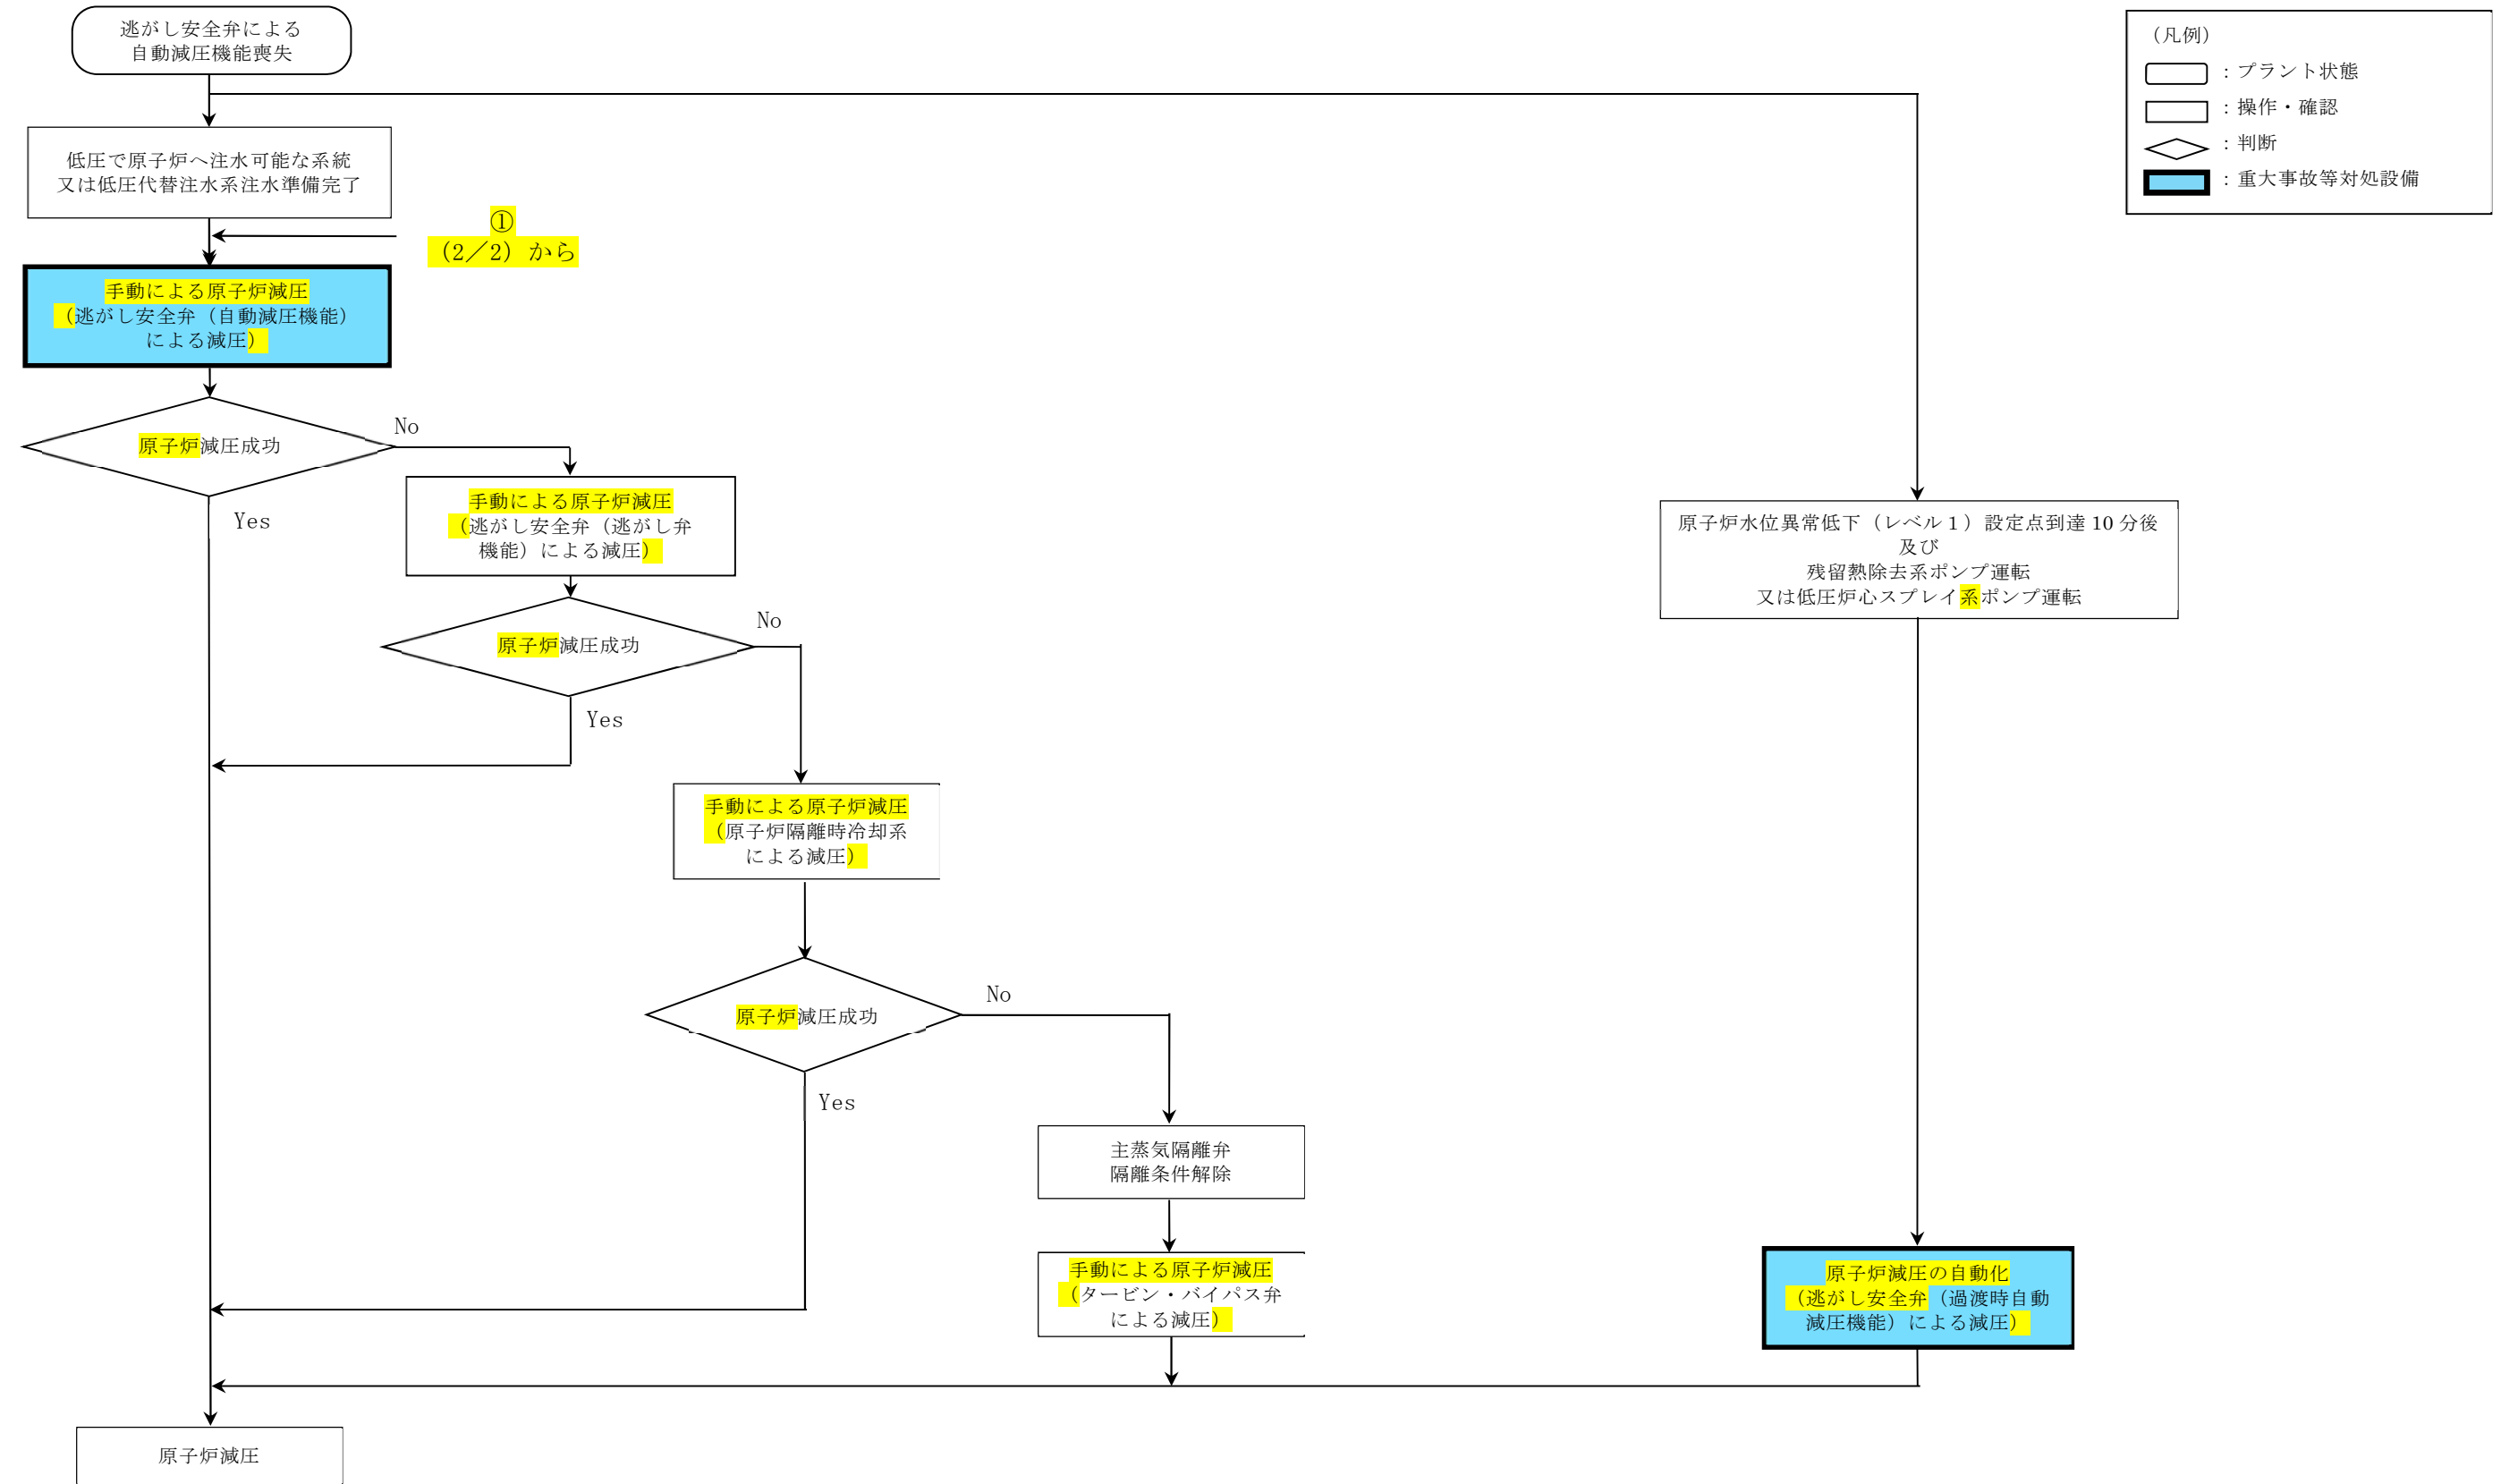 逃がし安全弁による
自動減圧機能喪失
低圧で原子炉へ注水可能な系統
又は低圧代替注水系注水準備完了
①
（2／2）から
手動による原子炉減圧
（逃がし安全弁（自動減圧機能）
による減圧）
原子炉減圧成功
No
Yes
手動による原子炉減圧
（逃がし安全弁（逃がし弁
機能）による減圧）
原子炉減圧成功
No
Yes
手動による原子炉減圧
（原子炉隔離時冷却系
による減圧）
原子炉減圧成功
No
Yes
主蒸気隔離弁
隔離条件解除
手動による原子炉減圧
（タービン・バイパス弁
による減圧）
原子炉減圧
原子炉水位異常低下（レベル１）設定点到達 10 分後
及び
残留熱除去系ポンプ運転
又は低圧炉心スプレイ系ポンプ運転
原子炉減圧の自動化
（逃がし安全弁（過渡時自動
減圧機能）による減圧）
（凡例）
：プラント状態
：操作・確認
：判断
：重大事故等対処設備